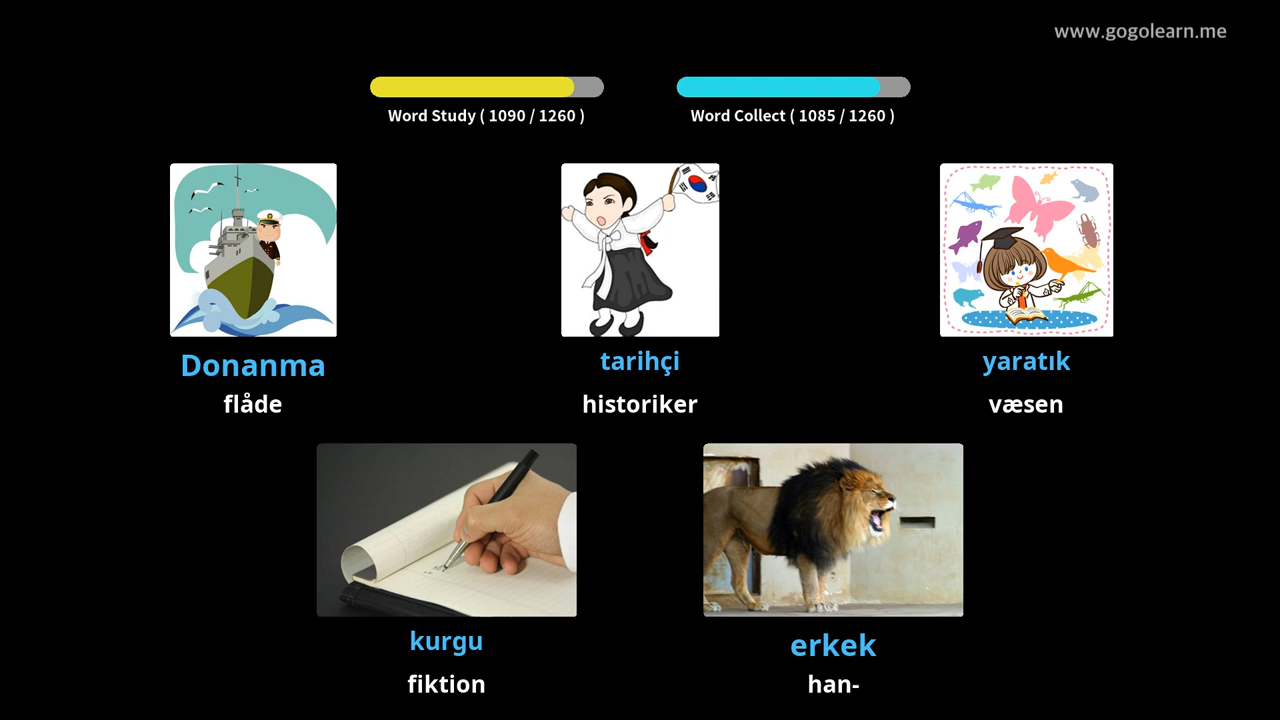 www.gogolearn.me
Word Study ( 1090 / 1260 )
Word Collect ( 1085 / 1260 )
Donanma
flåde
tarihçi
historiker
yaratık
væsen
kurgu
fiktion
erkek
han-